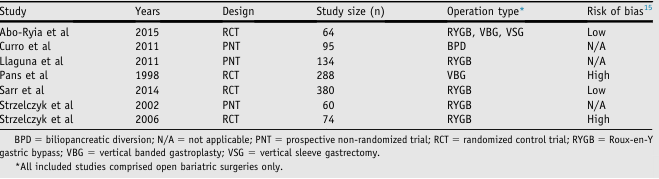 Study Years Design Study size (n) Operation type* Risk of bias15
Abo-Ryia et al 2015 RCT 64 RYGB, VBG, VSG Low
Curro et al 2011 PNT 95 BPD N/A
Llaguna et al 2011 PNT 134 RYGB N/A
Pans et al 1998 RCT 288 VBG High
Sarr et al 2014 RCT 380 RYGB Low
Strzelczyk et al 2002 PNT 60 RYGB N/A
Strzelczyk et al 2006 RCT 74 RYGB High
BPD = biliopancreatic diversion; N/A = not applicable; PNT = prospective non-randomized trial; RCT = randomized control trial; RYGB = Roux-en-Y
gastric bypass; VBG = vertical banded gastroplasty; VSG = vertical sleeve gastrectomy.
*All included studies comprised open bariatric surgeries only.